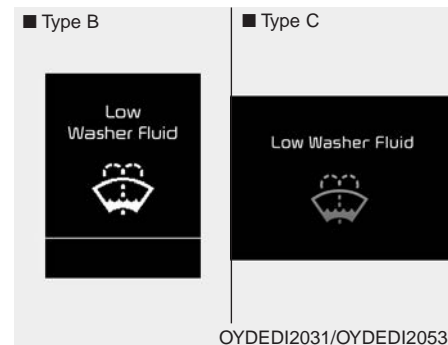 ■ Type B
■ Type C
Low
Washer Fluid
Low Washer Fluid
OYDEDI2031/OYDEDI2053